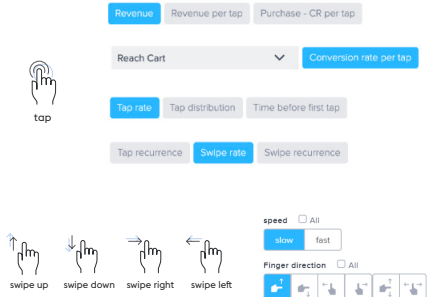 Revenue Revenue per tap Purchase - CR per tap
Reach Cart Conversion rate per tap
tap
Tap rate Tap distribution Time before first tap
Tap recurrence Swipe rate Swipe recurrence
speed All
slow fast
Finger direction All
swipe up swipe down swipe right swipe left